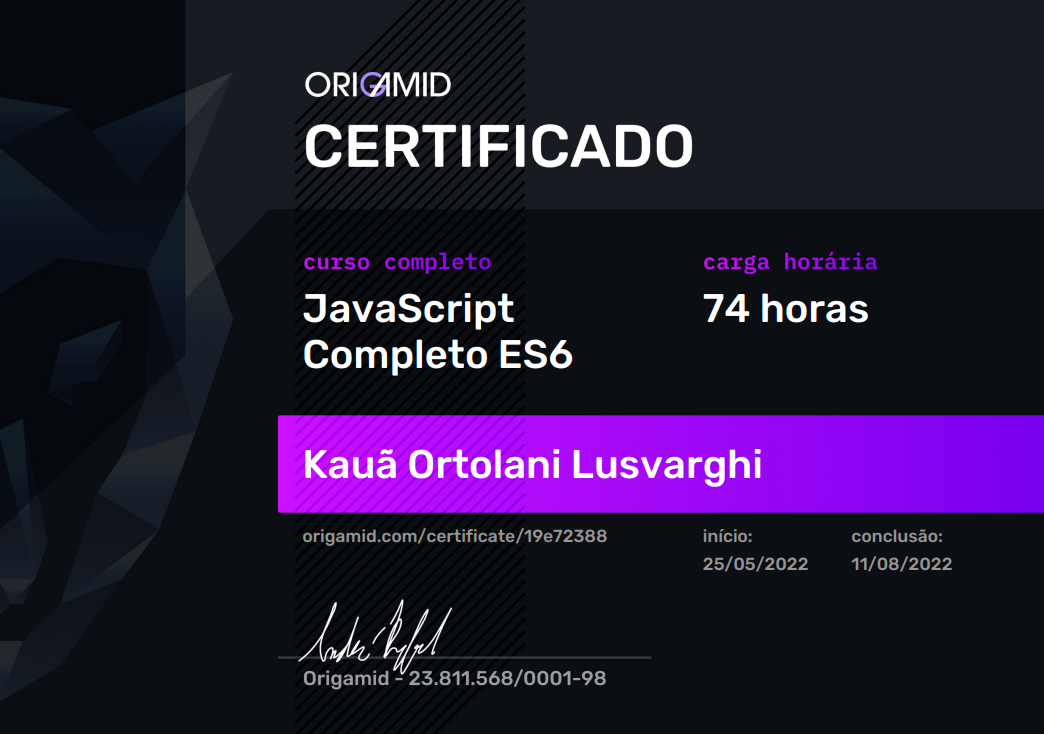 ORIGAMID
CERTIFICADO
curso completo
JavaScript
Completo ES6
carga horária
74 horas
Kauã Ortolani Lusvarghi
origamid.com/certificate/19e72388
início:
25/05/2022
conclusão:
11/08/2022
Origamid - 23.811.568/0001-98